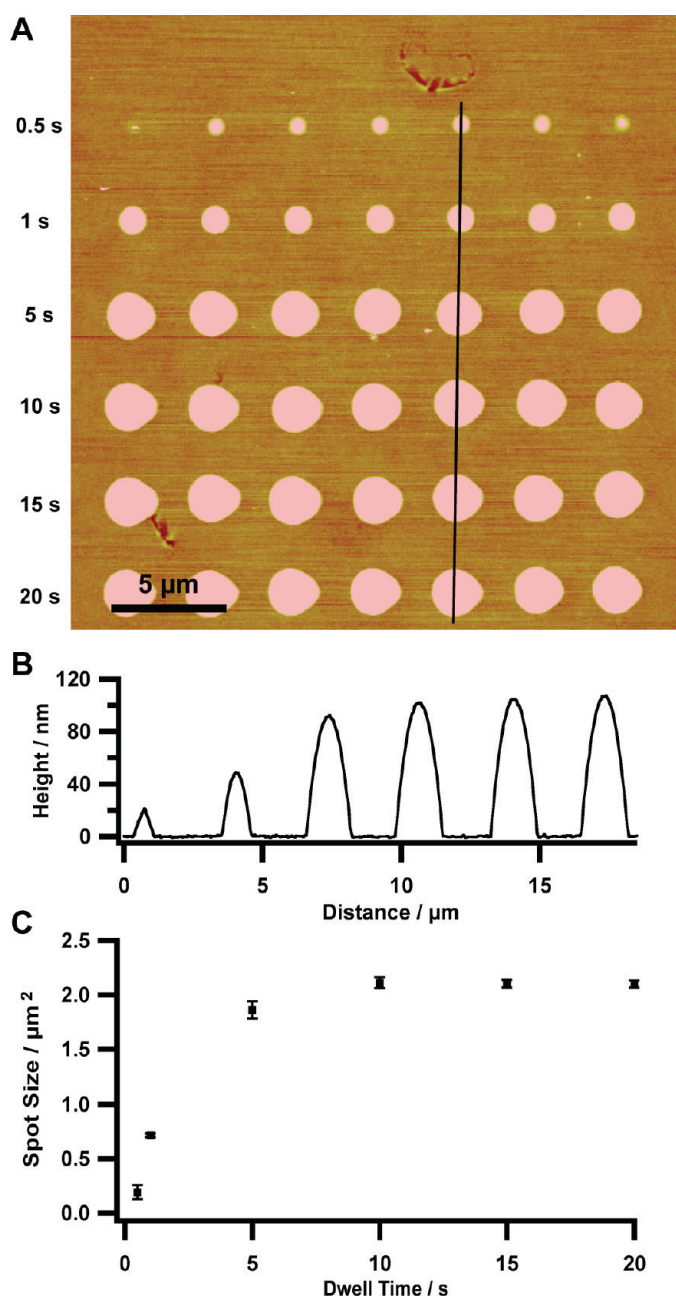 A
0.5 s
1 s
5 s
10 s
15 s
20 s
5 µm
B
120
80
40
0
Height / nm
0 5 10 15
Distance / µm
C
2.5
2.0
1.5
1.0
0.5
0.0
Spot Size / µm²
0 5 10 15 20
Dwell Time / s